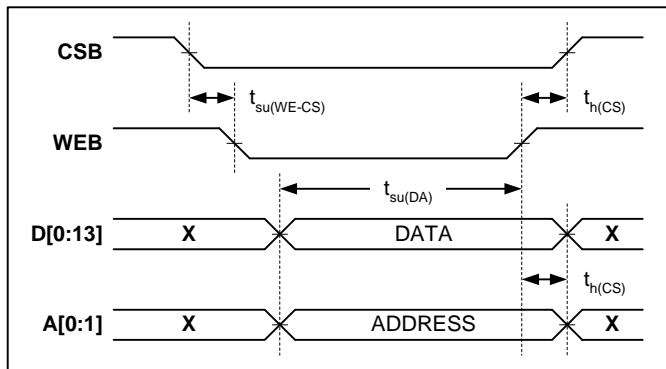 CSB
t_su(WE-CS)
t_h(CS)
WEB
t_su(DA)
D[0:13] X DATA X
t_h(CS)
A[0:1] X ADDRESS X